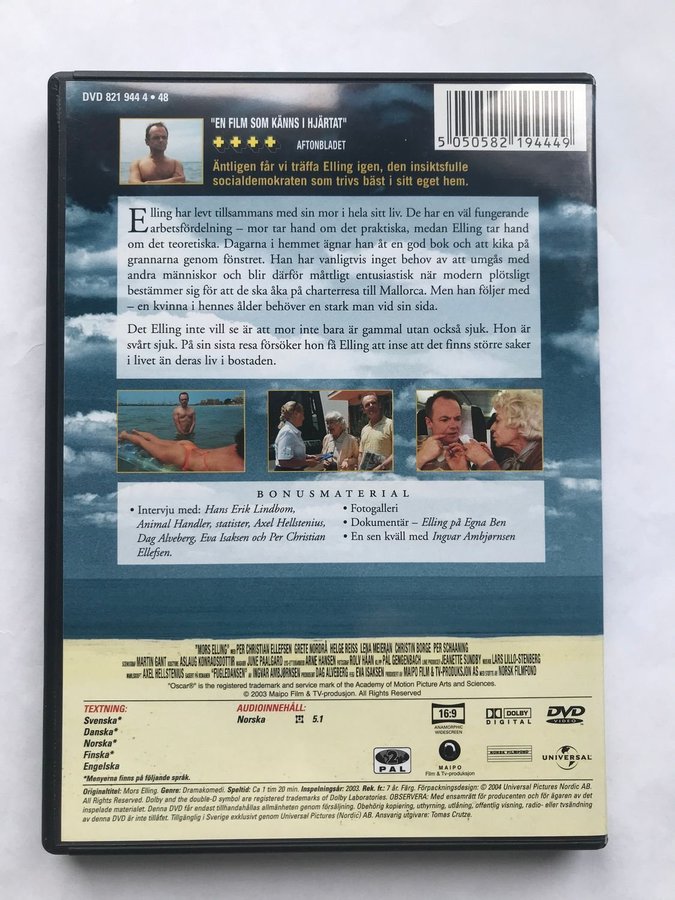 DVD 821 944 4 • 48
5 050582 194449
"EN FILM SOM KÄNNS I HJÄRTAT"
AFTONBLADET
Äntligen får vi träffa Elling igen, den insiktsfulle
socialdemokraten som trivs bäst i sitt eget hem.
Elling har levt tillsammans med sin mor i hela sitt liv. De har en väl fungerande
arbetsfördelning – mor tar hand om det praktiska, medan Elling tar hand
om det teoretiska. Dagarna i hemmet ägnar han åt en god bok och att kika på
grannarna genom fönstret. Han har vanligtvis inget behov av att umgås med
andra människor och blir därför måttligt entusiastisk när modern plötsligt
bestämmer sig för att de ska åka på charterresa till Mallorca. Men han följer med
– en kvinna i hennes ålder behöver en stark man vid sin sida.
Det Elling inte vill se är att mor inte bara är gammal utan också sjuk. Hon är
svårt sjuk. På sin sista resa försöker hon få Elling att inse att det finns större saker
i livet än deras liv i bostaden.
BONUSMATERIAL
• Intervju med: Hans Erik Lindbom,
Animal Handler, statister, Axel Hellstenius,
Dag Alveberg, Eva Isaksen och Per Christian
Ellefsen.
• Fotogalleri
• Dokumentär – Elling på Egna Ben
• En sen kväll med Ingvar Ambjørnsen
"MORS ELLING" MED PER CHRISTIAN ELLEFSEN GRETE NORDRÅ HELGE REISS LENA MEIERAN CHRISTIN BORGE PER SCHAANING
MARTIN GANT ASLAUG KONRADSDOTTIR JUNE PAALGARD ARNE HANSEN ROLV HÅAN KLIPP PÅL GENGENBACH JEANETTE SUNDBY LARS LILLO-STENBERG
AXEL HELLSTENIUS "FUGLEDANSEN" AV INGVAR AMBJØRNSEN DAG ALVEBERG EVA ISAKSEN MAIPO FILM & TV-PRODUKSJON AS NORSK FILMFOND
"Oscar® is the registered trademark and service mark of the Academy of Motion Picture Arts and Sciences.
© 2003 Maipo Film & TV-produsjon. All Rights Reserved
TEXTNING:
Svenska*
Danska*
Norska*
Finska*
Engelska
*Menyerna finns på följande språk.
AUDIOINNEHÅLL:
Norska 5.1
2
PAL
16:9
ANAMORPHIC
WIDESCREEN
DOLBY
DIGITAL
DVD
VIDEO
MAIPO
Film & Tv-produksjon
NORSK FILMFOND
UNIVERSAL
Originaltitel: Mors Elling. Genre: Dramakomedi. Speltid: Ca 1 tim 20 min. Inspelningsår: 2003. Rek. fr.: 7 år. Färg. Förpackningsdesign: © 2004 Universal Pictures Nordic AB.
All Rights Reserved. Dolby and the double-D symbol are registered trademarks of Dolby Laboratories. OBSERVERA: Med ensamrätt för producenten och för ägaren av det
inspelade materialet. Denna DVD får endast tillhandahållas allmänheten genom försäljning. Obehörig kopiering, uthyrning, utlåning, offentlig visning, radio- eller tvsändning
av denna DVD är inte tillåtet. Tillgänglig i Sverige exklusivt genom Universal Pictures (Nordic) AB. Ansvarig utgivare: Tomas Crutze.